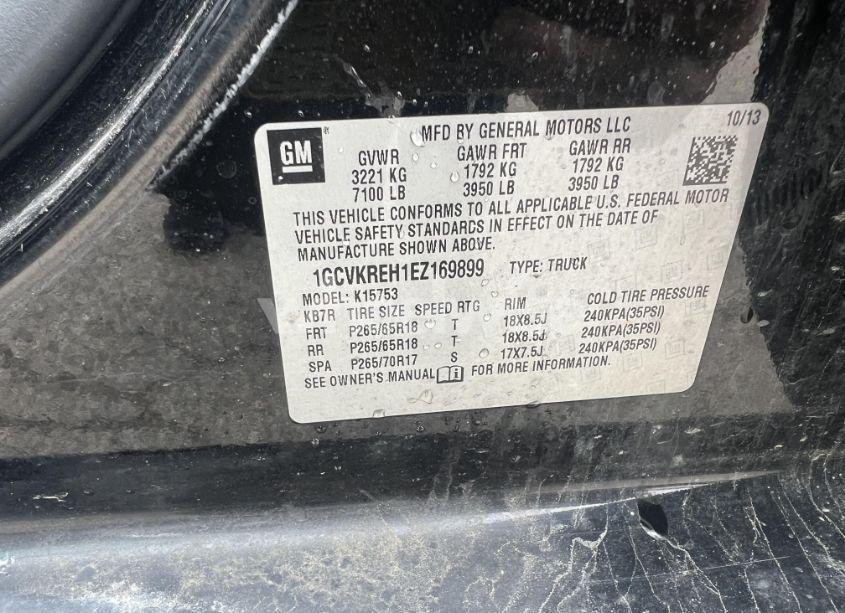 GM
MFD BY GENERAL MOTORS LLC 10/13
GVWR GAWR FRT GAWR RR
3221 KG 1792 KG 1792 KG
7100 LB 3950 LB 3950 LB
THIS VEHICLE CONFORMS TO ALL APPLICABLE U.S. FEDERAL MOTOR
VEHICLE SAFETY STANDARDS IN EFFECT ON THE DATE OF
MANUFACTURE SHOWN ABOVE.
1GCVKREH1EZ169899 TYPE: TRUCK
MODEL: K15753
KB7R TIRE SIZE SPEED RTG RIM COLD TIRE PRESSURE
FRT P265/65R18 T 18X8.5J 240KPA(35PSI)
RR P265/65R18 T 18X8.5J 240KPA(35PSI)
SPA P265/70R17 S 17X7.5J 240KPA(35PSI)
SEE OWNER'S MANUAL FOR MORE INFORMATION.